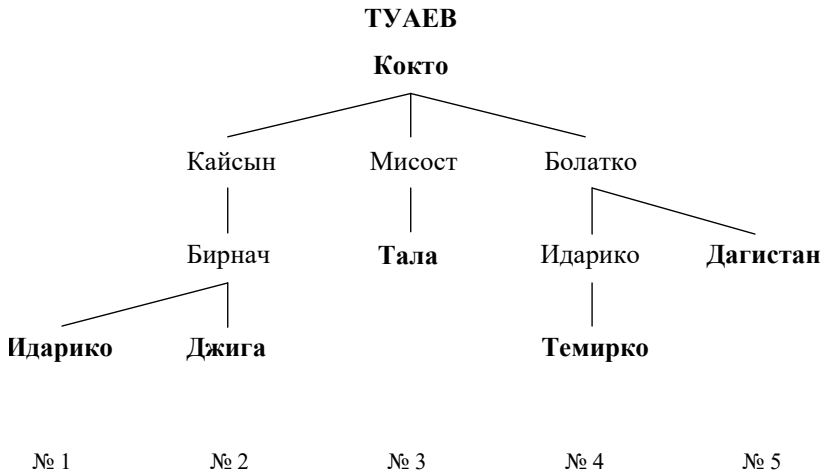 ТУАЕВ
Кокто
Кайсын Мисост Болатко
Бирнач Тала Идарико Дагистан
Идарико Джига Темирко
№ 1 № 2 № 3 № 4 № 5